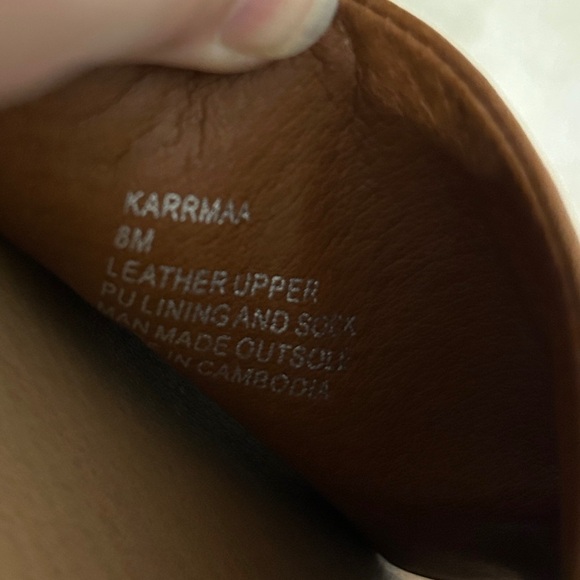 KARRMAA
8M
LEATHER UPPER
PU LINING AND SOCK
MAN MADE OUTSOLE
IN CAMBODIA